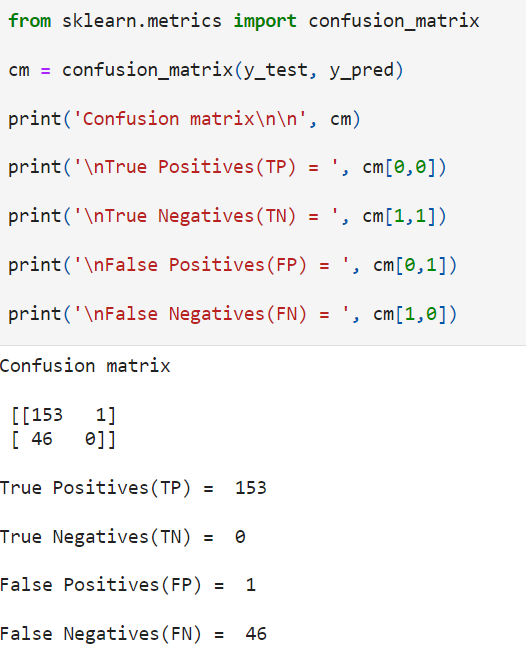 from sklearn.metrics import confusion_matrix
cm = confusion_matrix(y_test, y_pred)
print('Confusion matrix\n\n', cm)
print('\nTrue Positives(TP) = ', cm[0,0])
print('\nTrue Negatives(TN) = ', cm[1,1])
print('\nFalse Positives(FP) = ', cm[0,1])
print('\nFalse Negatives(FN) = ', cm[1,0])
Confusion matrix
[[153   1]
[ 46   0]]
True Positives(TP) =  153
True Negatives(TN) =  0
False Positives(FP) =  1
False Negatives(FN) =  46